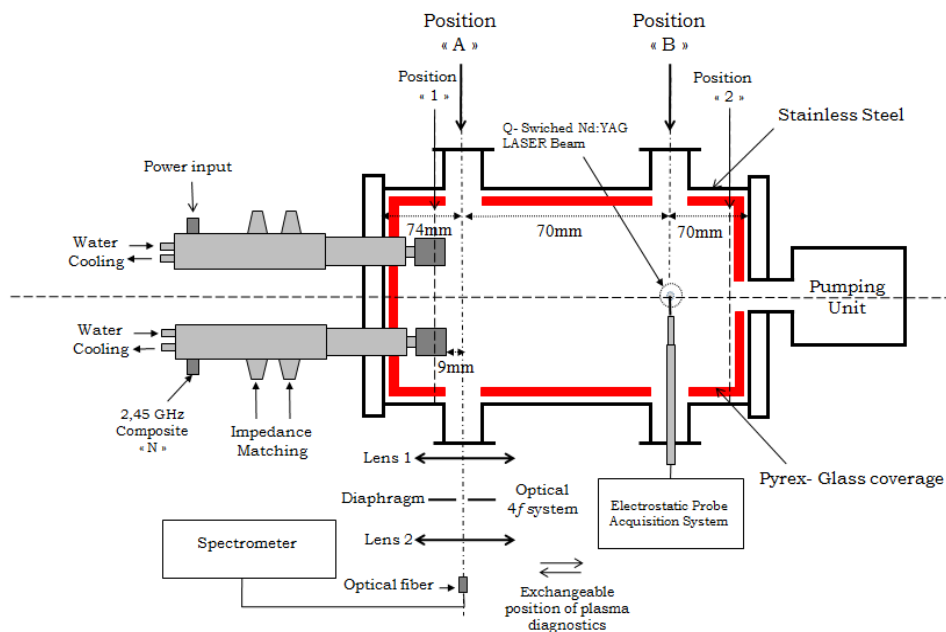 Position
« A »
Position
« B »
Position
« 1 »
Position
« 2 »
Stainless Steel
Q- Swiched Nd:YAG
LASER Beam
Power input
74mm
70mm
70mm
Water
Cooling
Pumping
Unit
Water
Cooling
9mm
2,45 GHz
Composite
« N »
Impedance
Matching
Lens 1
Pyrex- Glass coverage
Diaphragm
Optical
4f system
Electrostatic Probe
Acquisition System
Spectrometer
Lens 2
Optical fiber
Exchangeable
position of plasma
diagnostics